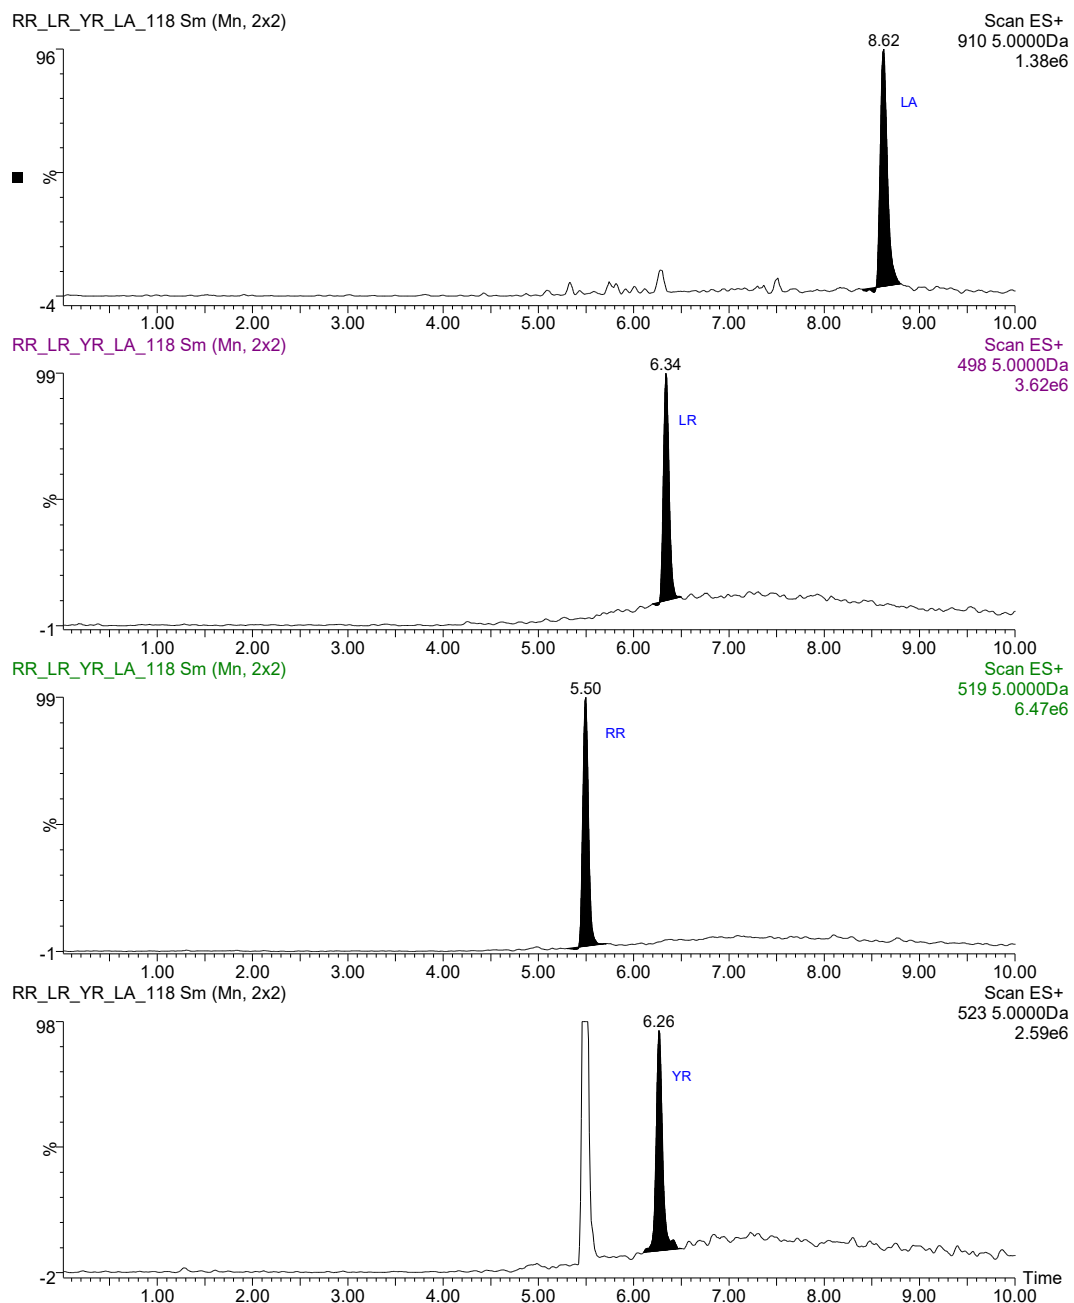 RR_LR_YR_LA_118 Sm (Mn, 2x2)
Scan ES+
910 5.0000Da
1.38e6
8.62
96
LA
%
-4
1.00 2.00 3.00 4.00 5.00 6.00 7.00 8.00 9.00 10.00
RR_LR_YR_LA_118 Sm (Mn, 2x2)
Scan ES+
498 5.0000Da
3.62e6
6.34
99
LR
%
-1
1.00 2.00 3.00 4.00 5.00 6.00 7.00 8.00 9.00 10.00
RR_LR_YR_LA_118 Sm (Mn, 2x2)
Scan ES+
519 5.0000Da
6.47e6
5.50
99
RR
%
-1
1.00 2.00 3.00 4.00 5.00 6.00 7.00 8.00 9.00 10.00
RR_LR_YR_LA_118 Sm (Mn, 2x2)
Scan ES+
523 5.0000Da
2.59e6
6.26
98
YR
%
-2
Time
1.00 2.00 3.00 4.00 5.00 6.00 7.00 8.00 9.00 10.00